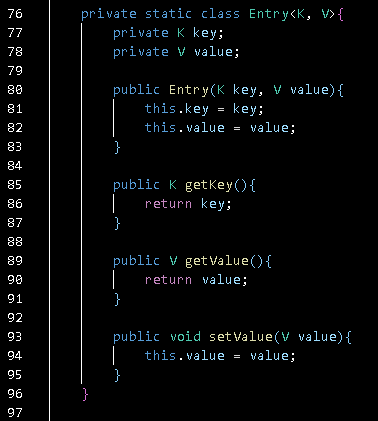 76 private static class Entry<K, V>{
77 private K key;
78 private V value;
79
80 public Entry(K key, V value){
81 this.key = key;
82 this.value = value;
83 }
84
85 public K getKey(){
86 return key;
87 }
88
89 public V getValue(){
90 return value;
91 }
92
93 public void setValue(V value){
94 this.value = value;
95 }
96 }
97